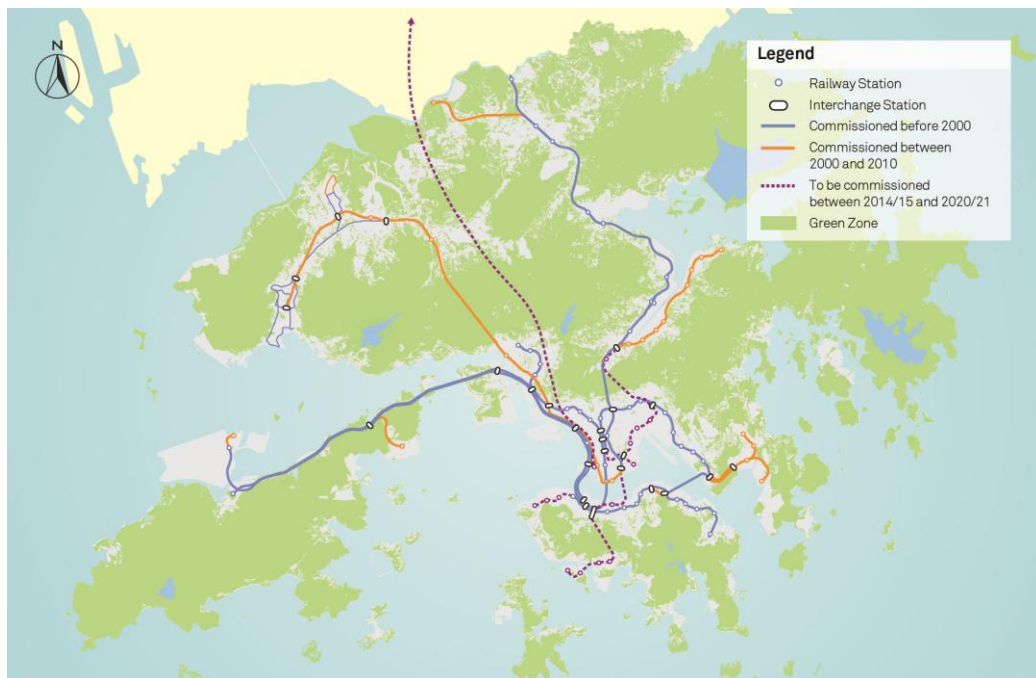 N
Legend
Railway Station
Interchange Station
Commissioned before 2000
Commissioned between
2000 and 2010
To be commissioned
between 2014/15 and 2020/21
Green Zone